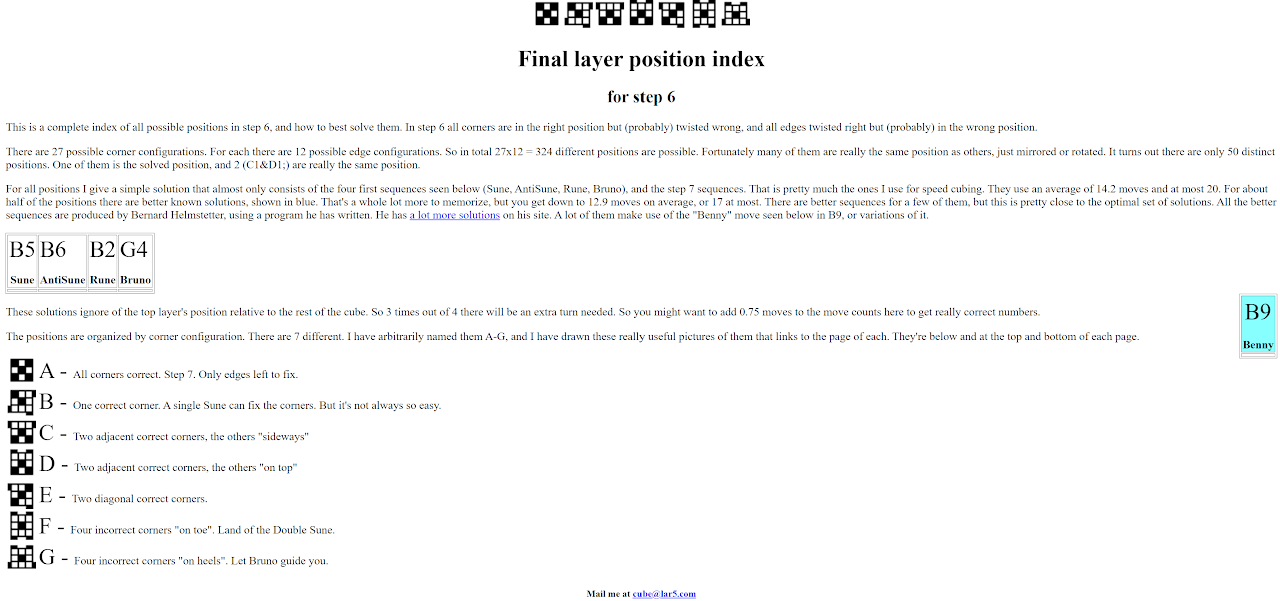 Final layer position index
for step 6
This is a complete index of all possible positions in step 6, and how to best solve them. In step 6 all corners are in the right position but (probably) twisted wrong, and all edges twisted right but (probably) in the wrong position.
There are 27 possible corner configurations. For each there are 12 possible edge configurations. So in total 27x12 = 324 different positions are possible. Fortunately many of them are really the same position as others, just mirrored or rotated. It turns out there are only 50 distinct
positions. One of them is the solved position, and 2 (C1&D1;) are really the same position.
For all positions I give a simple solution that almost only consists of the four first sequences seen below (Sune, AntiSune, Rune, Bruno), and the step 7 sequences. That is pretty much the ones I use for speed cubing. They use an average of 14.2 moves and at most 20. For about
half of the positions there are better known solutions, shown in blue. That's a whole lot more to memorize, but you get down to 12.9 moves on average, or 17 at most. There are better sequences for a few of them, but this is pretty close to the optimal set of solutions. All the better
sequences are produced by Bernard Helmstetter, using a program he has written. He has a lot more solutions on his site. A lot of them make use of the "Benny" move seen below in B9, or variations of it.
B5 B6 B2 G4
Sune AntiSune Rune Bruno
B9
Benny
These solutions ignore of the top layer's position relative to the rest of the cube. So 3 times out of 4 there will be an extra turn needed. So you might want to add 0.75 moves to the move counts here to get really correct numbers.
The positions are organized by corner configuration. There are 7 different. I have arbitrarily named them A-G, and I have drawn these really useful pictures of them that links to the page of each. They're below and at the top and bottom of each page.
A - All corners correct. Step 7. Only edges left to fix.
B - One correct corner. A single Sune can fix the corners. But it's not always so easy.
C - Two adjacent correct corners, the others "sideways"
D - Two adjacent correct corners, the others "on top"
E - Two diagonal correct corners.
F - Four incorrect corners "on toe". Land of the Double Sune.
G - Four incorrect corners "on heels". Let Bruno guide you.
Mail me at cube@lar5.com